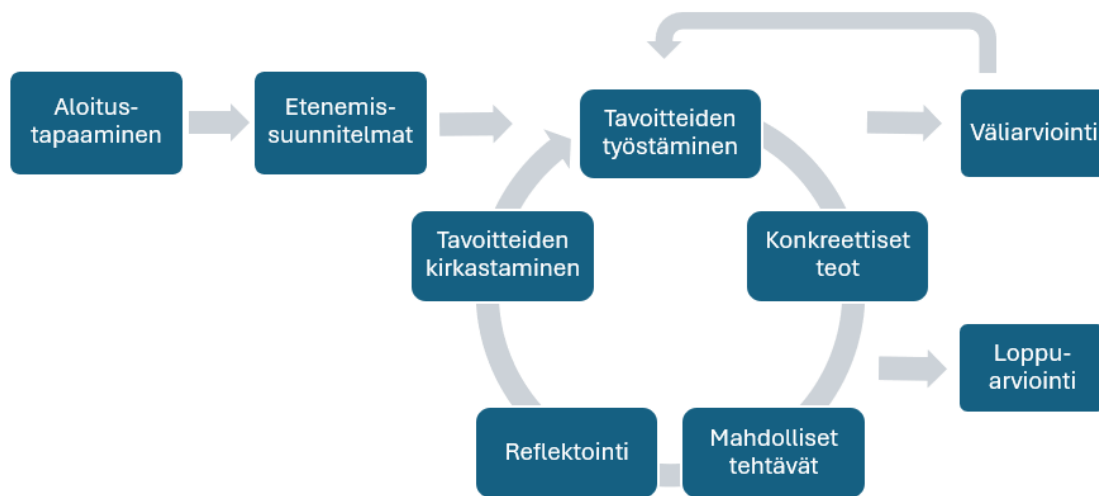 Aloitus-
tapaaminen
Etenemis-
suunnitelmat
Tavoitteiden
työstäminen
Väliarviointi
Tavoitteiden
kirkastaminen
Konkreettiset
teot
Loppu-
arviointi
Reflektointi
Mahdolliset
tehtävät